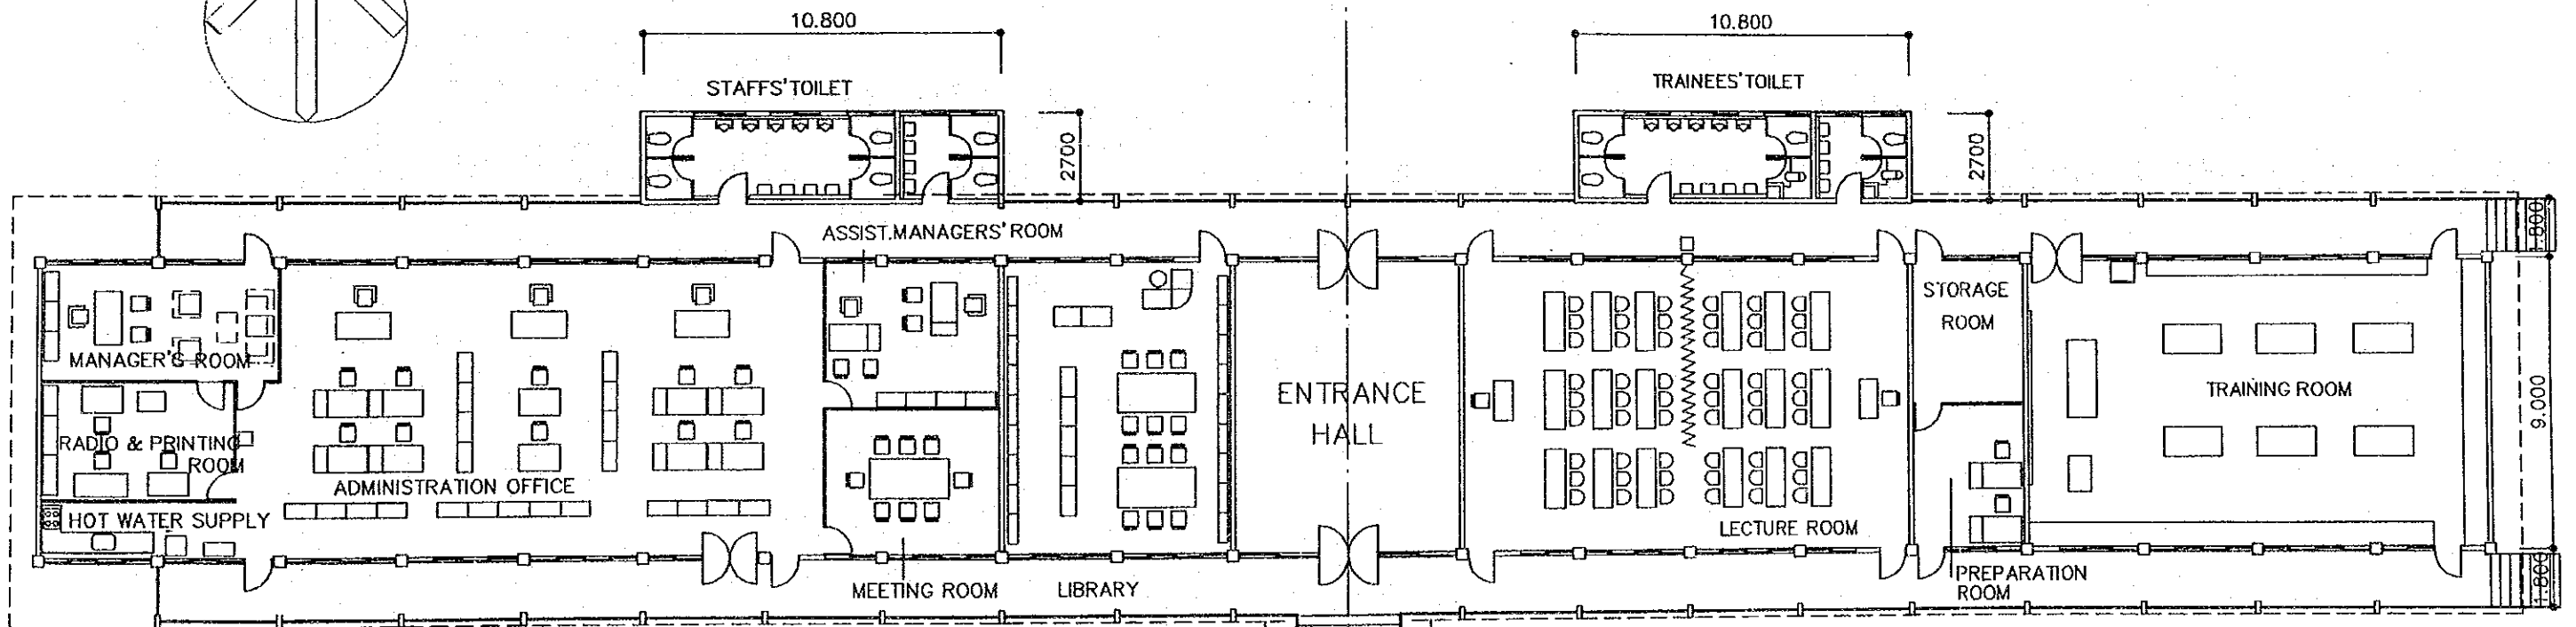 10.800
10.800
STAFFS'TOILET
TRAINEES'TOILET
2700
2700
1.800
ASSIST.MANAGERS'ROOM
STORAGE
ROOM
MANAGER'S ROOM
ENTRANCE
HALL
TRAINING ROOM
9.000
RADIO & PRINTING
ROOM
ADMINISTRATION OFFICE
HOT WATER SUPPLY
LECTURE ROOM
MEETING ROOM
LIBRARY
PREPARATION
ROOM
1.800